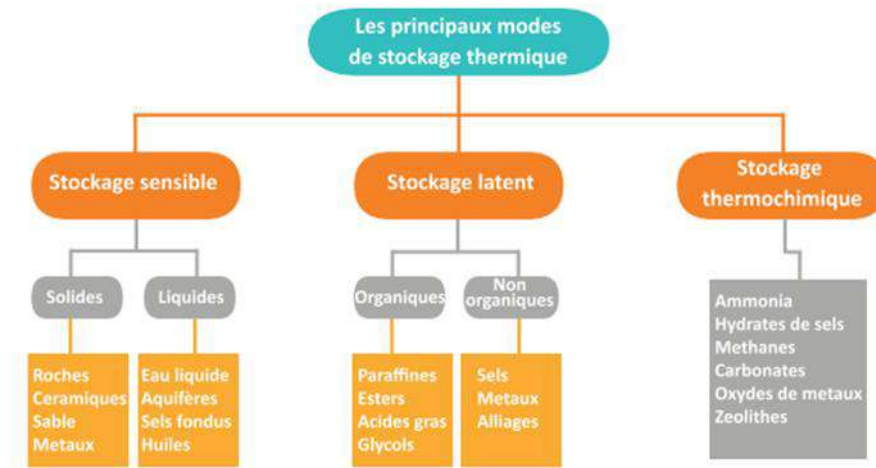 Les principaux modes
de stockage thermique
Stockage sensible
Stockage latent
Stockage
thermochimique
Solides
Liquides
Organiques
Non
organiques
Roches
Ceramiques
Sable
Metaux
Eau liquide
Aquifères
Sels fondus
Huiles
Paraffines
Esters
Acides gras
Glycols
Sels
Metaux
Alliages
Ammonia
Hydrates de sels
Methanes
Carbonates
Oxydes de metaux
Zeolithes